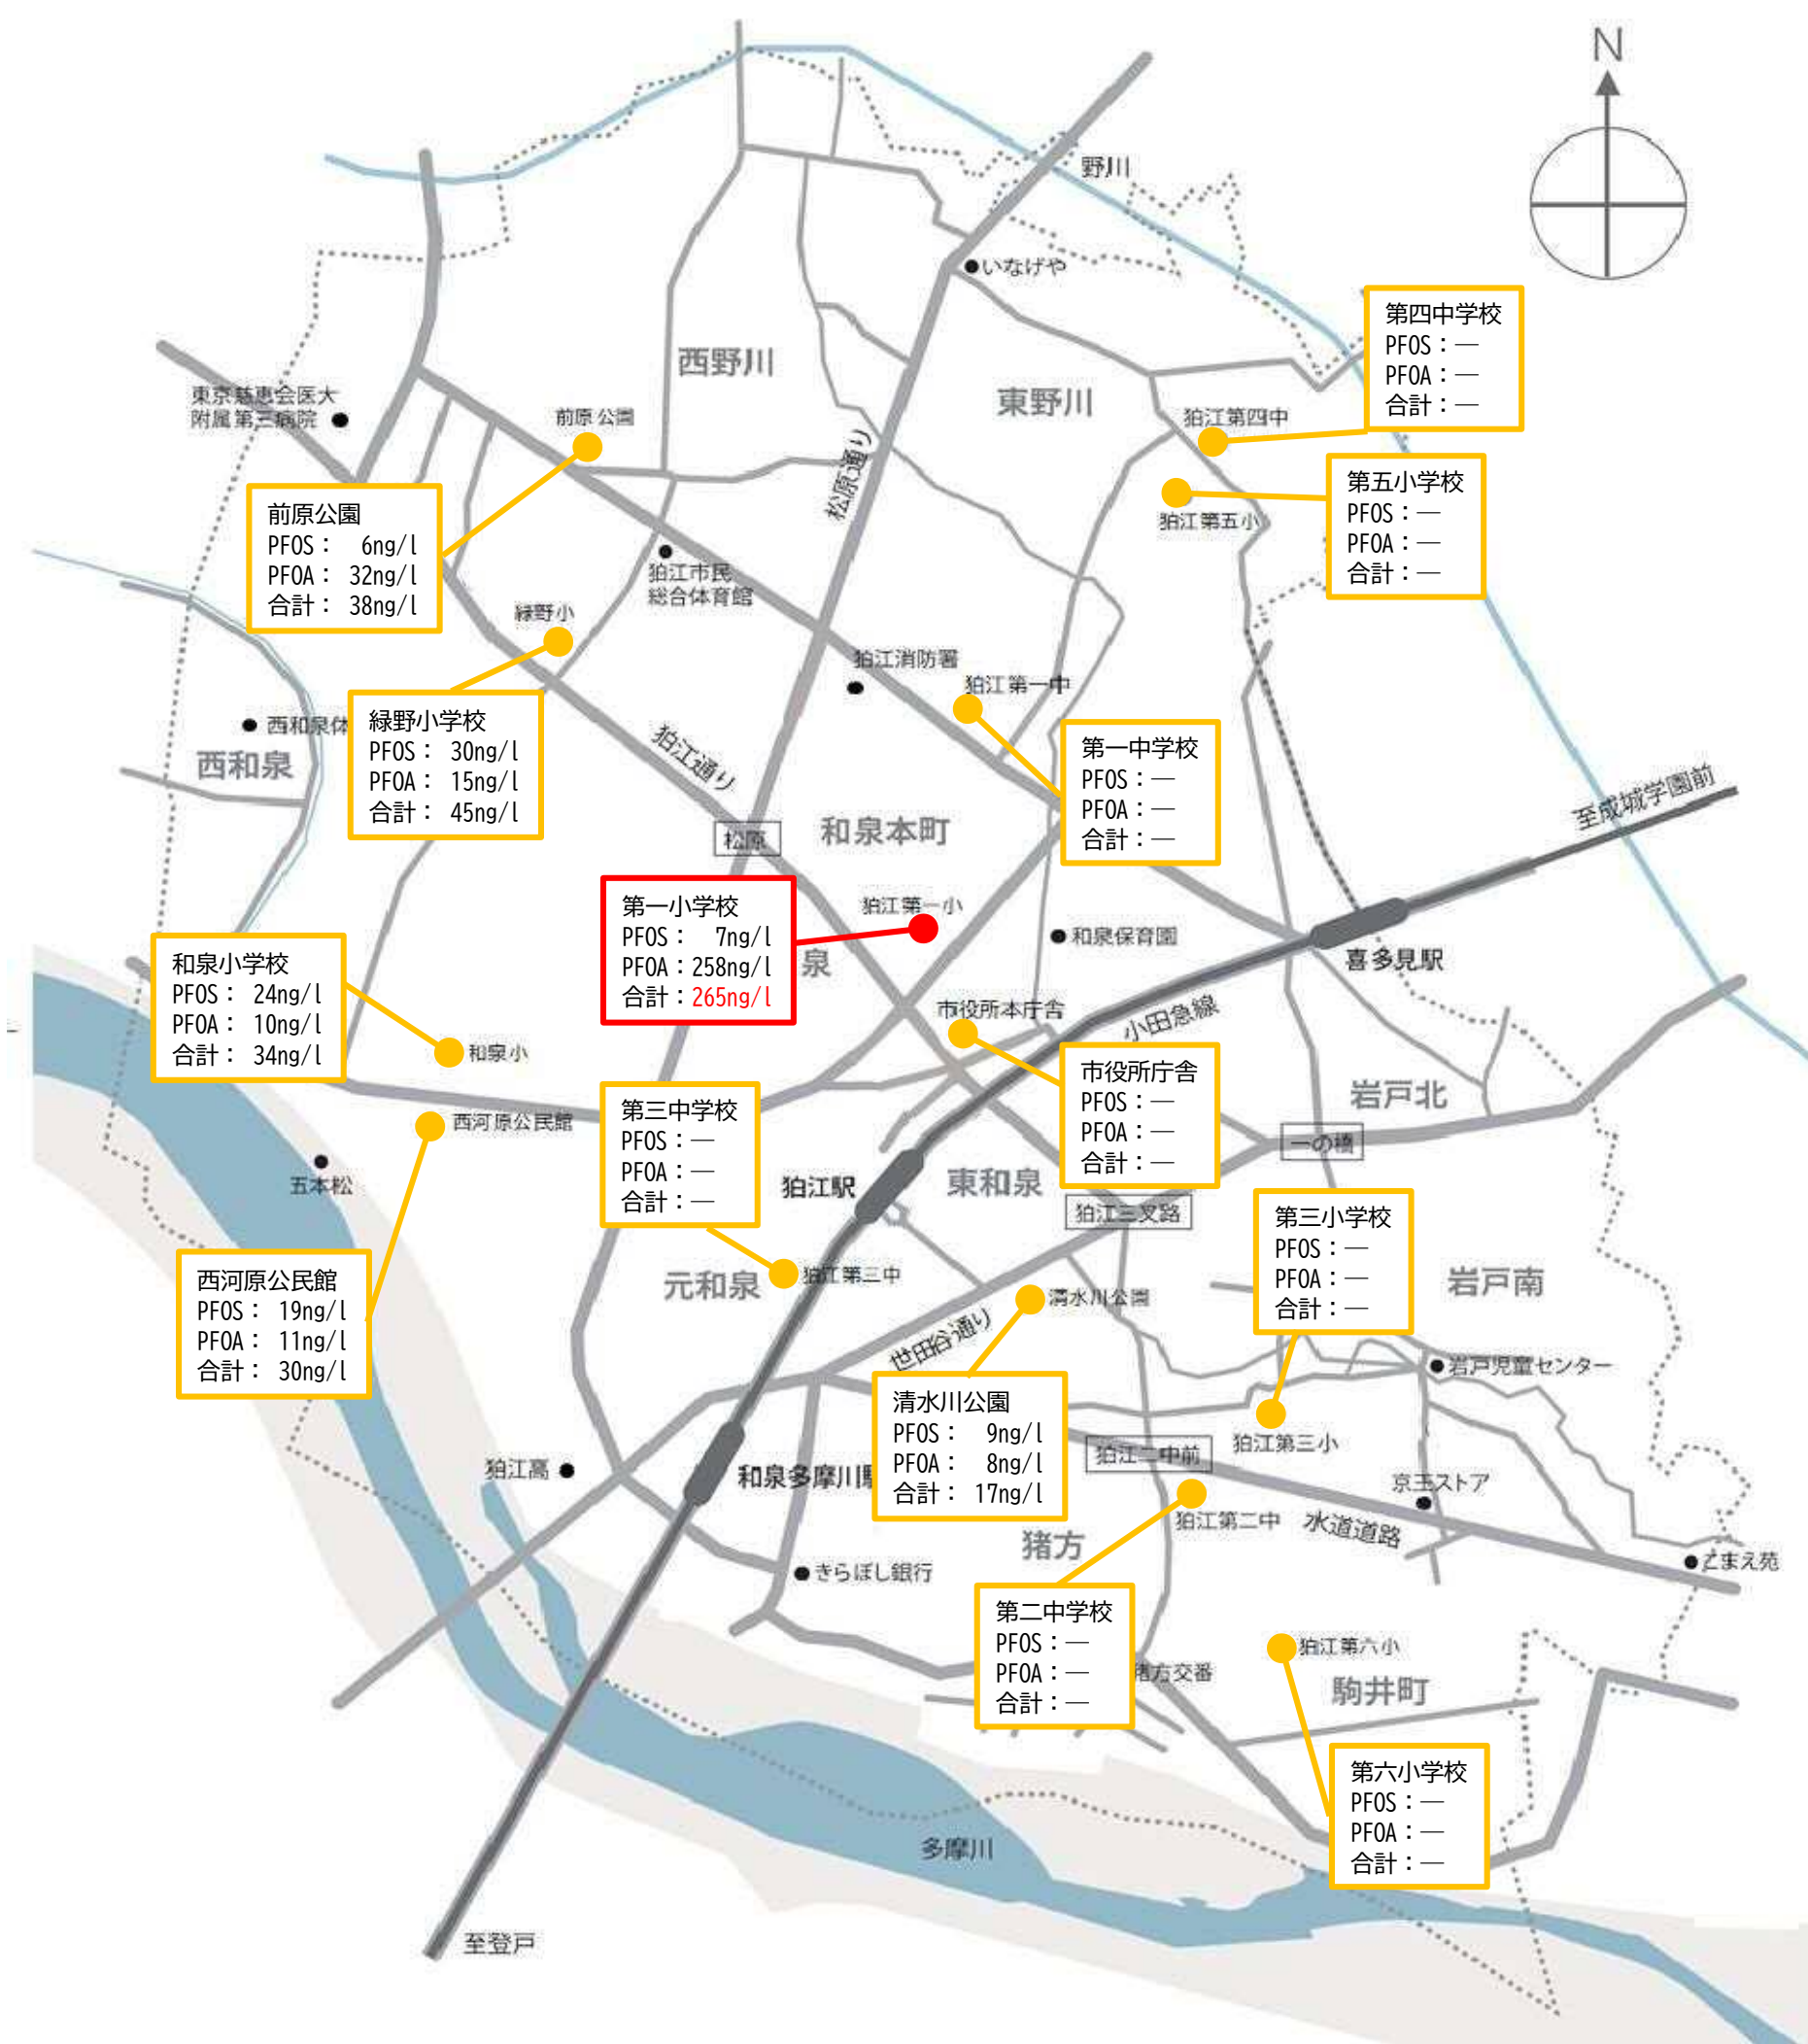 N
野川
いなげや
第四中学校
PFOS：―
PFOA：―
合計：―
西野川
東野川
東京慈恵会医大
附属第三病院
前原公園
狛江第四中
松原通り
第五小学校
PFOS：―
PFOA：―
合計：―
狛江第五小
前原公園
PFOS： 6ng/l
PFOA： 32ng/l
合計： 38ng/l
狛江市民
総合体育館
緑野小
狛江消防署
狛江第一中
緑野小学校
PFOS： 30ng/l
PFOA： 15ng/l
合計： 45ng/l
西和泉体
西和泉
狛江通り
第一中学校
PFOS：―
PFOA：―
合計：―
至成城学園前
松原
和泉本町
第一小学校
PFOS： 7ng/l
PFOA：258ng/l
合計：265ng/l
狛江第一小
泉
和泉保育園
喜多見駅
和泉小学校
PFOS： 24ng/l
PFOA： 10ng/l
合計： 34ng/l
和泉小
市役所本庁舎
小田急線
市役所庁舎
PFOS：―
PFOA：―
合計：―
岩戸北
一の橋
西河原公民館
第三中学校
PFOS：―
PFOA：―
合計：―
五本松
狛江駅
東和泉
狛江三叉路
第三小学校
PFOS：―
PFOA：―
合計：―
岩戸南
西河原公民館
PFOS： 19ng/l
PFOA： 11ng/l
合計： 30ng/l
元和泉
狛江第三中
清水川公園
世田谷通り
岩戸児童センター
清水川公園
PFOS： 9ng/l
PFOA： 8ng/l
合計： 17ng/l
狛江二中前
狛江第三小
狛江高
和泉多摩川駅
京王ストア
狛江第二中
水道道路
猪方
きらぼし銀行
こまえ苑
第二中学校
PFOS：―
PFOA：―
合計：―
猪方交番
狛江第六小
駒井町
第六小学校
PFOS：―
PFOA：―
合計：―
多摩川
至登戸